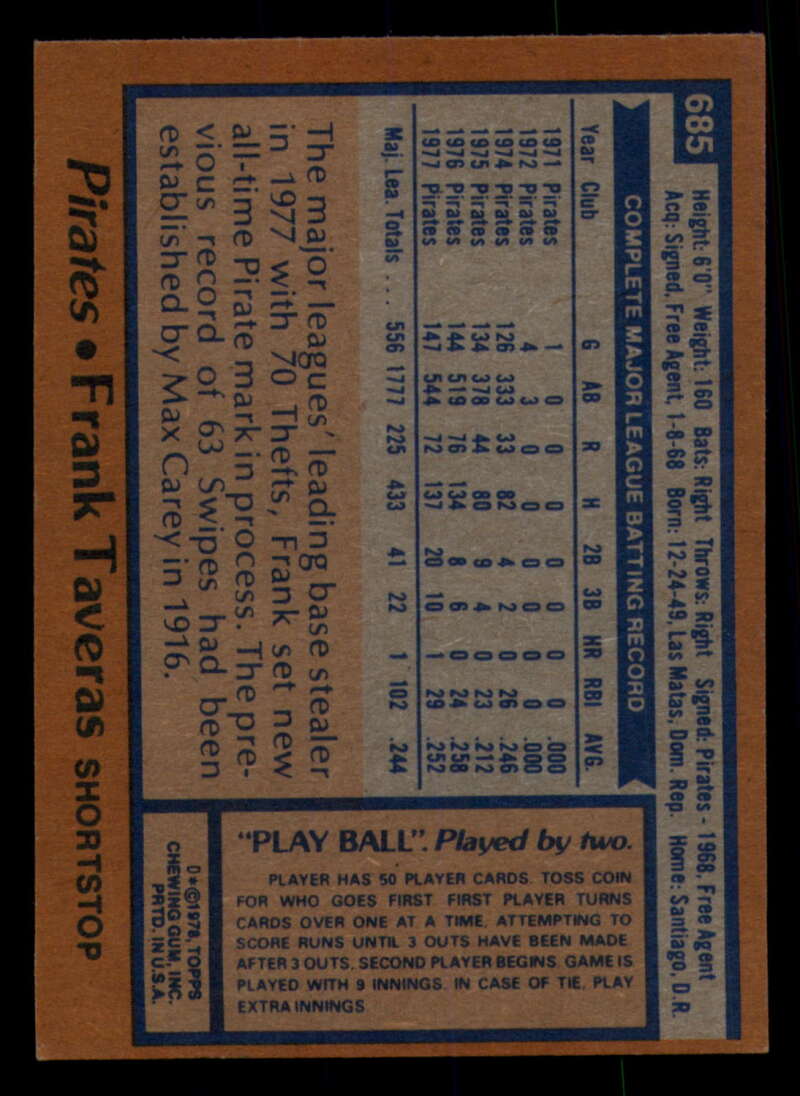 685
Height: 6'0" Weight: 160 Bats: Right Throws: Right Signed: Pirates - 1968, Free Agent
Acq: Signed, Free Agent, 1-8-68 Born: 12-24-49, Las Matas, Dom. Rep. Home: Santiago, D.R.
COMPLETE MAJOR LEAGUE BATTING RECORD
Year Club G AB R H 2B 3B HR RBI AVG.
1971 Pirates 1 0 0 0 0 0 0 0 .000
1972 Pirates 4 3 0 0 0 0 0 0 .000
1974 Pirates 126 333 33 82 4 2 0 26 .246
1975 Pirates 134 378 44 80 9 4 0 23 .212
1976 Pirates 144 519 76 134 8 6 0 24 .258
1977 Pirates 147 544 72 137 20 10 1 29 .252
Maj. Lea. Totals ... 556 1777 225 433 41 22 1 102 .244
The major leagues' leading base stealer
in 1977 with 70 Thefts, Frank set new
all-time Pirate mark in process. The pre-
vious record of 63 Swipes had been
established by Max Carey in 1916.
"PLAY BALL". Played by two.
PLAYER HAS 50 PLAYER CARDS. TOSS COIN
FOR WHO GOES FIRST. FIRST PLAYER TURNS
CARDS OVER ONE AT A TIME, ATTEMPTING TO
SCORE RUNS UNTIL 3 OUTS HAVE BEEN MADE
AFTER 3 OUTS, SECOND PLAYER BEGINS. GAME IS
PLAYED WITH 9 INNINGS. IN CASE OF TIE, PLAY
EXTRA INNINGS
D*©1978, TOPPS
CHEWING GUM, INC.
PRTD. IN U.S.A.
Pirates • Frank Taveras SHORTSTOP